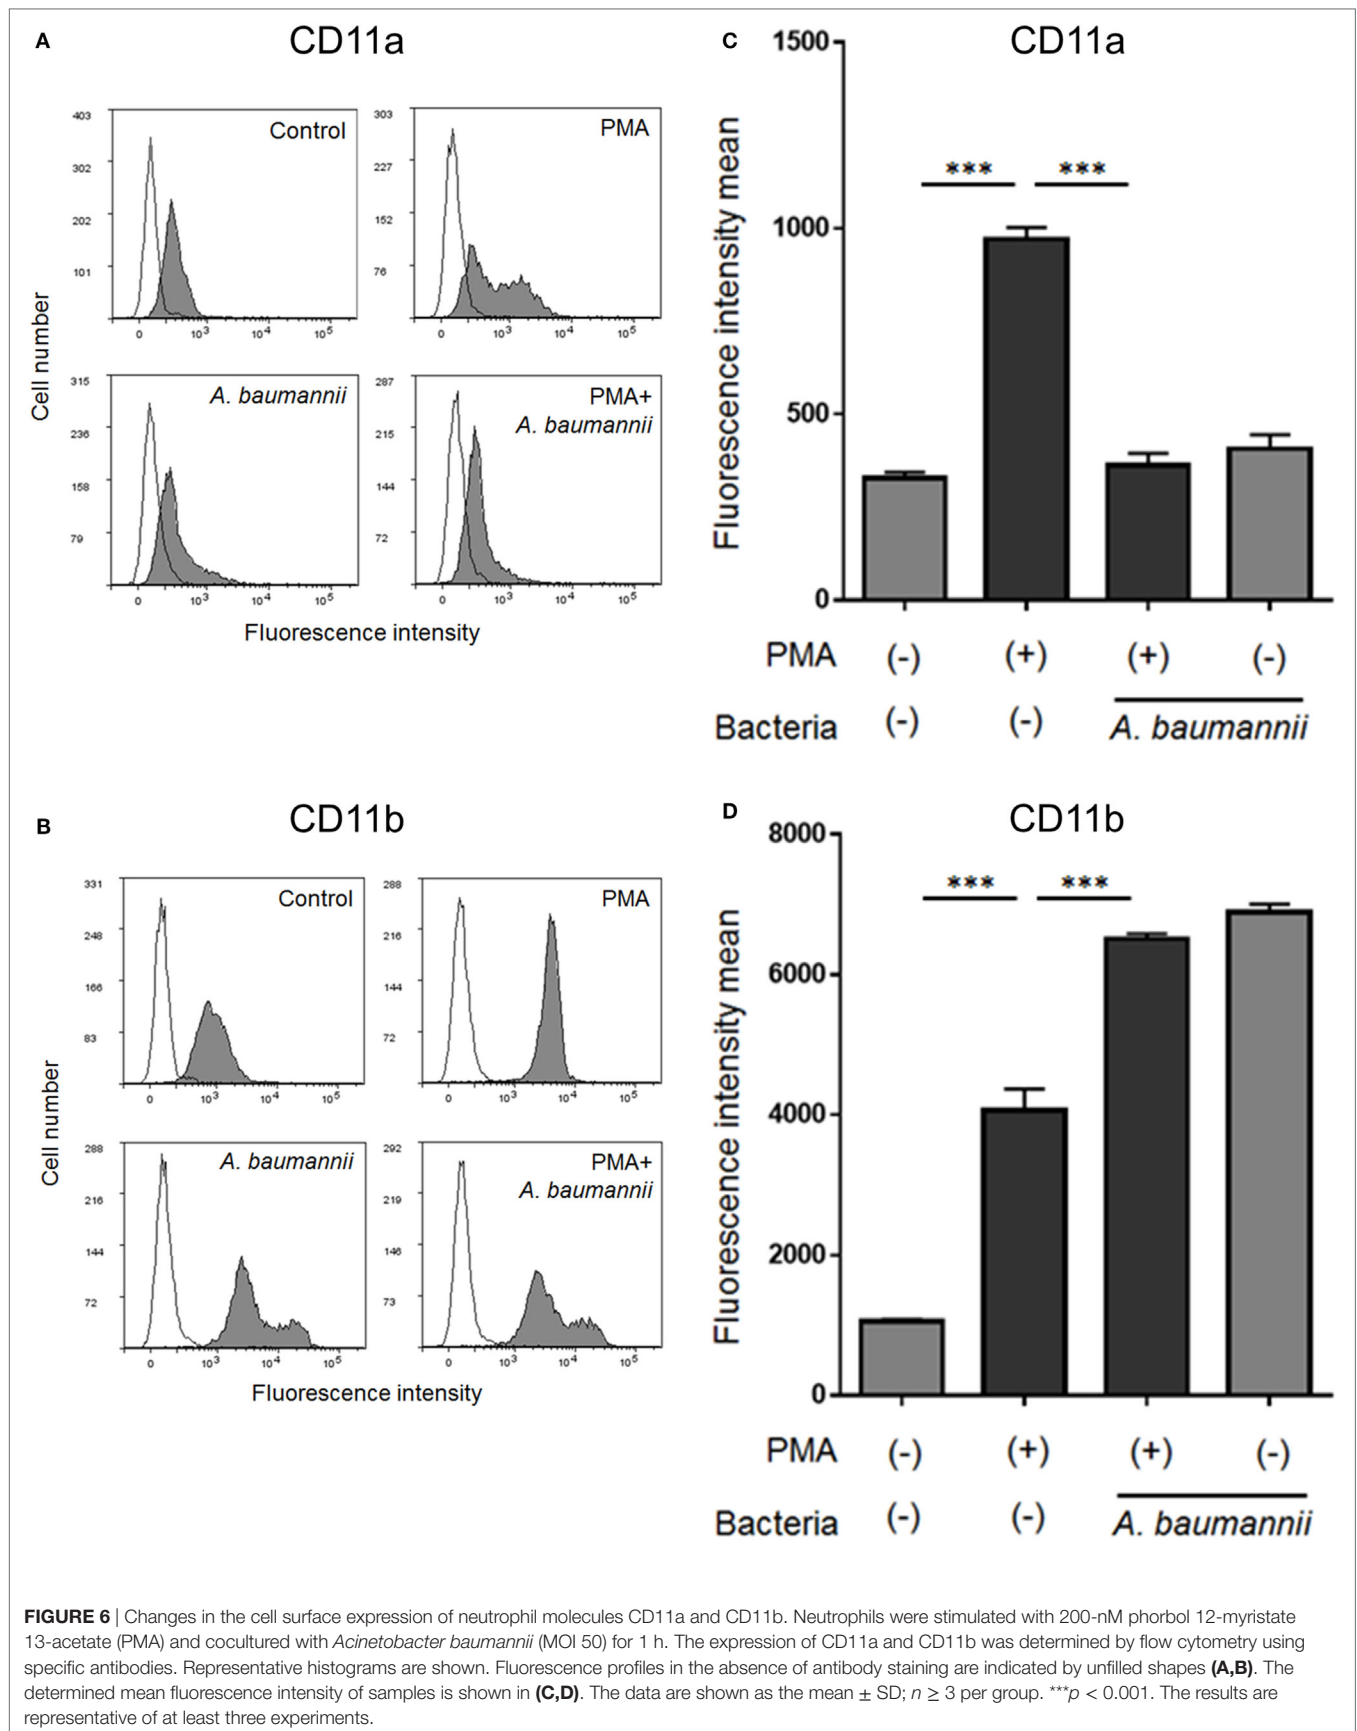 A
CD11a
403
302
202
101
Control
0 10³ 10⁴ 10⁵
303
227
152
76
PMA
0 10³ 10⁴ 10⁵
315
236
158
79
A. baumannii
0 10³ 10⁴ 10⁵
287
215
144
72
PMA+
A. baumannii
0 10³ 10⁴ 10⁵
Cell number
Fluorescence intensity
C
CD11a
1500
1000
500
0
Fluorescence intensity mean
*** ***
PMA (-) (+) (+) (-)
Bacteria (-) (-) A. baumannii
B
CD11b
331
248
166
83
Control
0 10³ 10⁴ 10⁵
288
216
144
72
PMA
0 10³ 10⁴ 10⁵
288
216
144
72
A. baumannii
0 10³ 10⁴ 10⁵
292
219
146
73
PMA+
A. baumannii
0 10³ 10⁴ 10⁵
Cell number
Fluorescence intensity
D
CD11b
8000
6000
4000
2000
0
Fluorescence intensity mean
*** ***
PMA (-) (+) (+) (-)
Bacteria (-) (-) A. baumannii
FIGURE 6 | Changes in the cell surface expression of neutrophil molecules CD11a and CD11b. Neutrophils were stimulated with 200-nM phorbol 12-myristate
13-acetate (PMA) and cocultured with Acinetobacter baumannii (MOI 50) for 1 h. The expression of CD11a and CD11b was determined by flow cytometry using
specific antibodies. Representative histograms are shown. Fluorescence profiles in the absence of antibody staining are indicated by unfilled shapes (A,B). The
determined mean fluorescence intensity of samples is shown in (C,D). The data are shown as the mean ± SD; n ≥ 3 per group. ***p < 0.001. The results are
representative of at least three experiments.